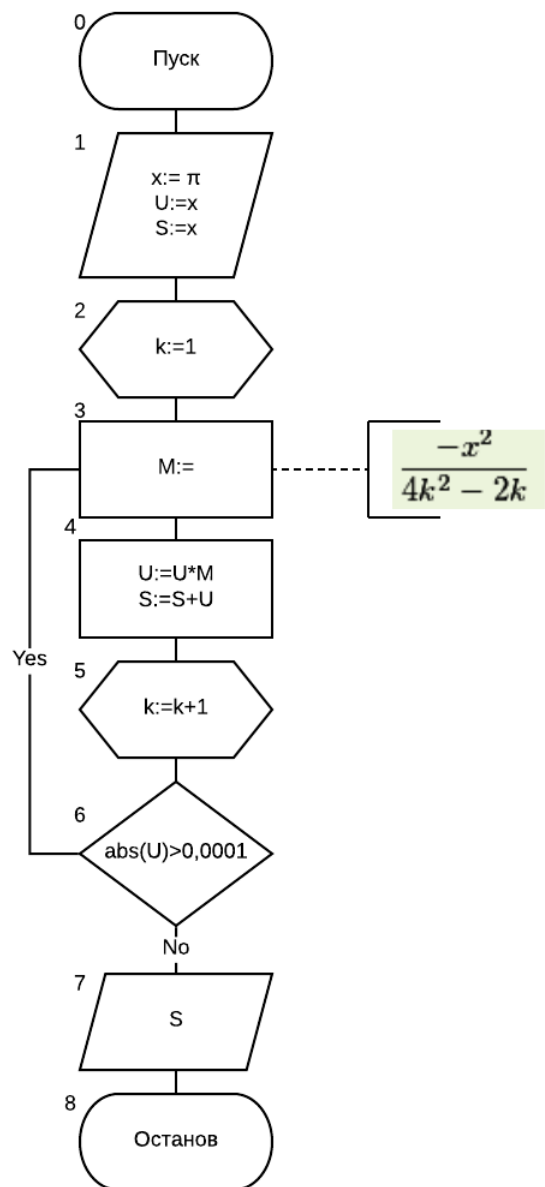 0
Пуск
1
x:= π
U:=x
S:=x
2
k:=1
3
M:=
-x²
4k² − 2k
4
U:=U*M
S:=S+U
Yes
5
k:=k+1
6
abs(U)>0,0001
No
7
S
8
Останов